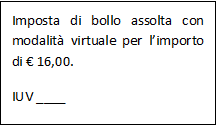 Imposta di bollo assolta con
modalità virtuale per l'importo
di € 16,00.
IUV ____